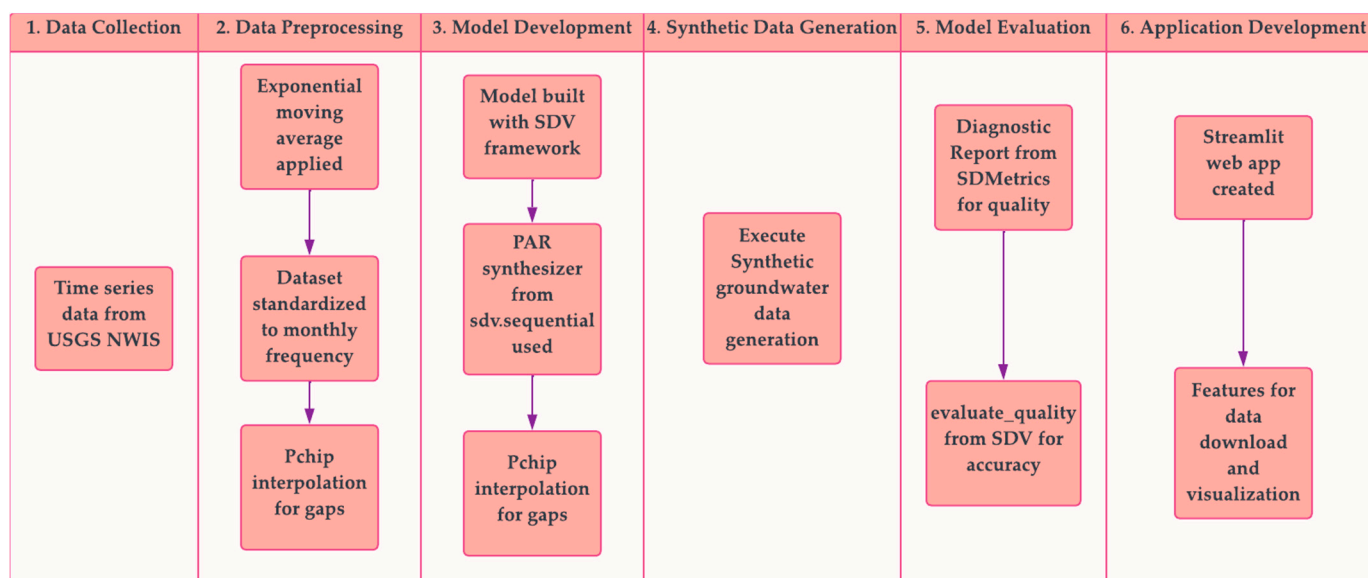 1. Data Collection
2. Data Preprocessing
3. Model Development
4. Synthetic Data Generation
5. Model Evaluation
6. Application Development
Time series
data from
USGS NWIS
Exponential
moving
average
applied
Dataset
standardized
to monthly
frequency
Pchip
interpolation
for gaps
Model built
with SDV
framework
PAR
synthesizer
from
sdv.sequential
used
Pchip
interpolation
for gaps
Execute
Synthetic
groundwater
data
generation
Diagnostic
Report from
SDMetrics
for quality
evaluate_quality
from SDV for
accuracy
Streamlit
web app
created
Features for
data
download
and
visualization